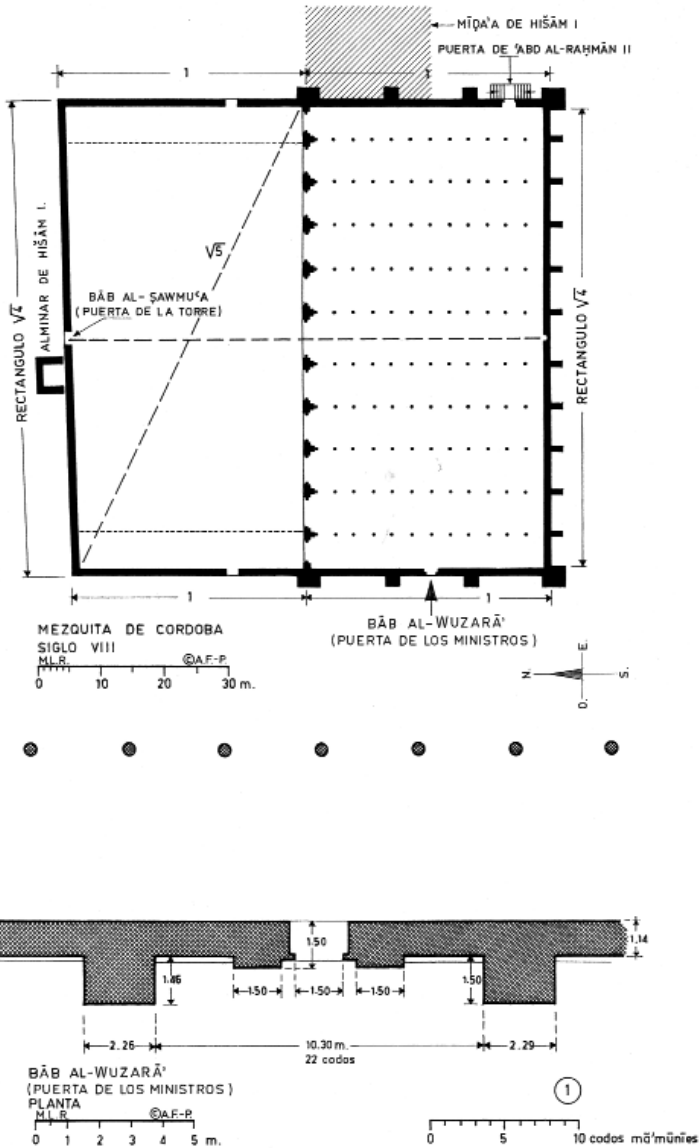 MĪḌA'A DE HIŠĀM I
PUERTA DE ʿABD AL-RAḤMĀN II
1
1
RECTANGULO √4
ALMINAR DE HIŠĀM I.
√5
BĀB AL-ṢAWMUʿA
(PUERTA DE LA TORRE)
RECTANGULO √4
1
1
BĀB AL-WUZARĀ'
(PUERTA DE LOS MINISTROS)
MEZQUITA DE CORDOBA
SIGLO VIII
M.L.R. ©A.F.-P.
0 10 20 30 m.
E.
N. S.
O.
1.50
1.14
1.46
1.50
1.50
1.50
1.50
2.26
10.30 m.
2.29
22 codos
BĀB AL-WUZARĀ'
(PUERTA DE LOS MINISTROS)
PLANTA
M.L.R. ©A.F.-P.
0 1 2 3 4 5 m.
1
0 5 10 codos mā'mūnīes